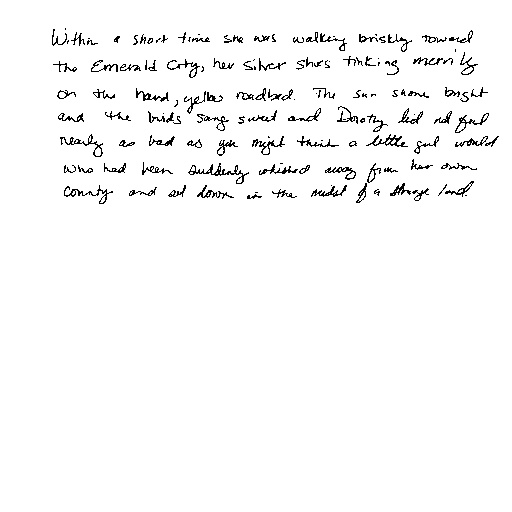 Within a short time she was walking briskly toward
the Emerald City, her Silver Shoes tinking merrily
on the hard, yellow roadbed. The sun shone bright
and the birds sang sweet and Dorothy did not feel
nearly as bad as you might think a little girl would
who had been suddenly whisked away from her own
country and set down in the midst of a strange land.